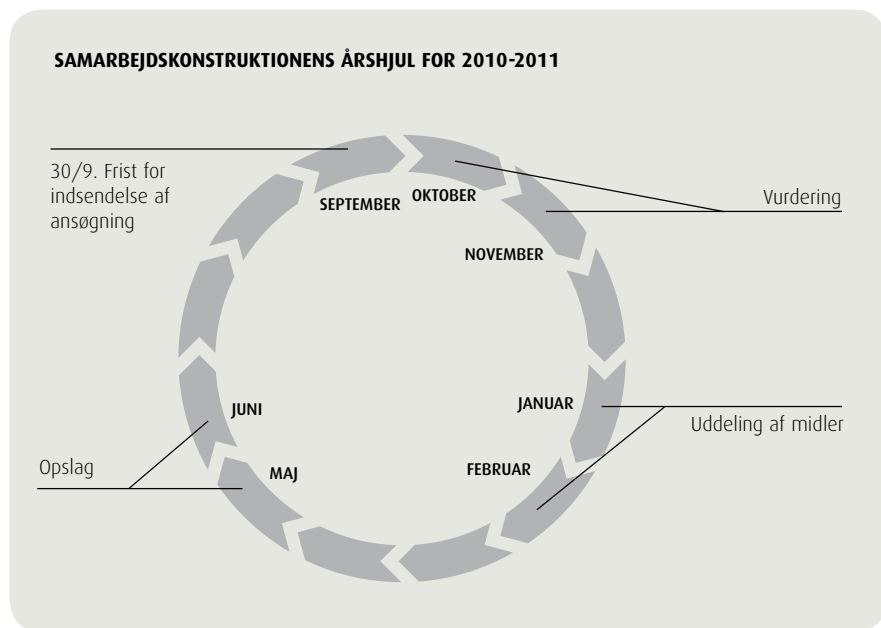 SAMARBEJDSKONSTRUKTIONENS ÅRSHJUL FOR 2010-2011
30/9. Frist for
indsendelse af
ansøgning
SEPTEMBER
OKTOBER
Vurdering
NOVEMBER
JANUAR
Uddeling af midler
FEBRUAR
JUNI
MAJ
Opslag